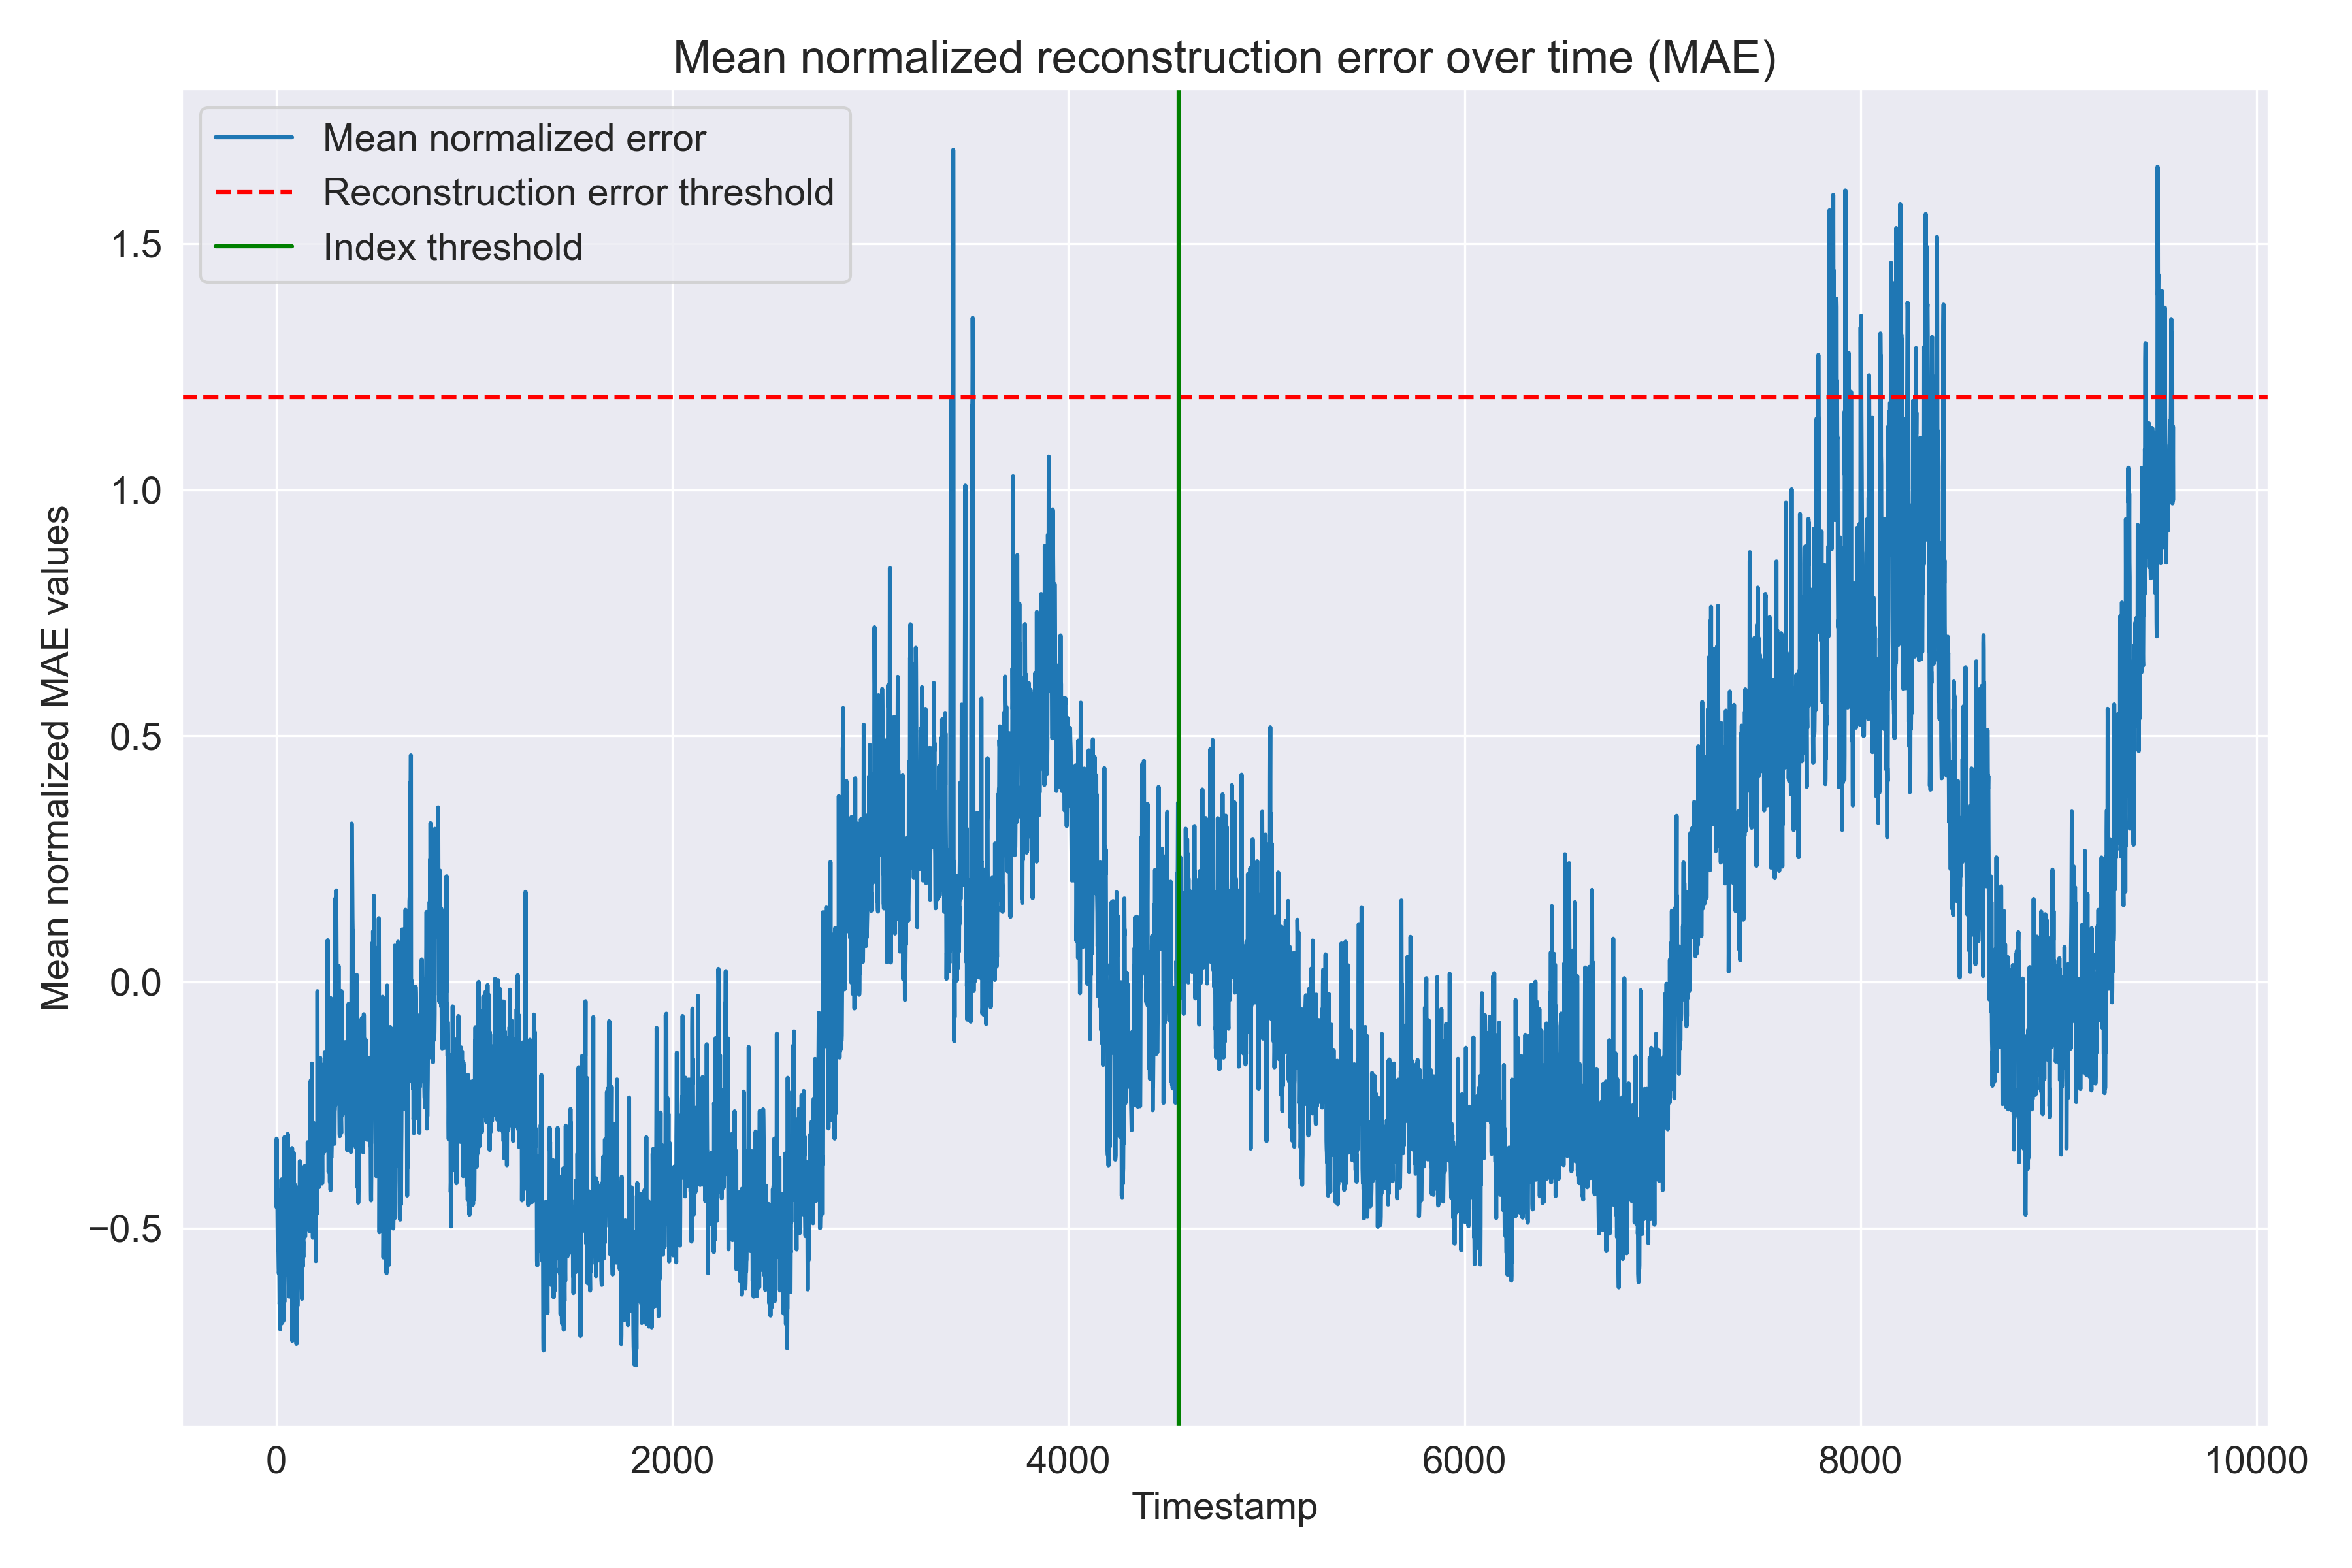 Mean normalized reconstruction error over time (MAE)
Mean normalized error
Reconstruction error threshold
Index threshold
Mean normalized MAE values
1.5
1.0
0.5
0.0
−0.5
0 2000 4000 6000 8000 10000
Timestamp